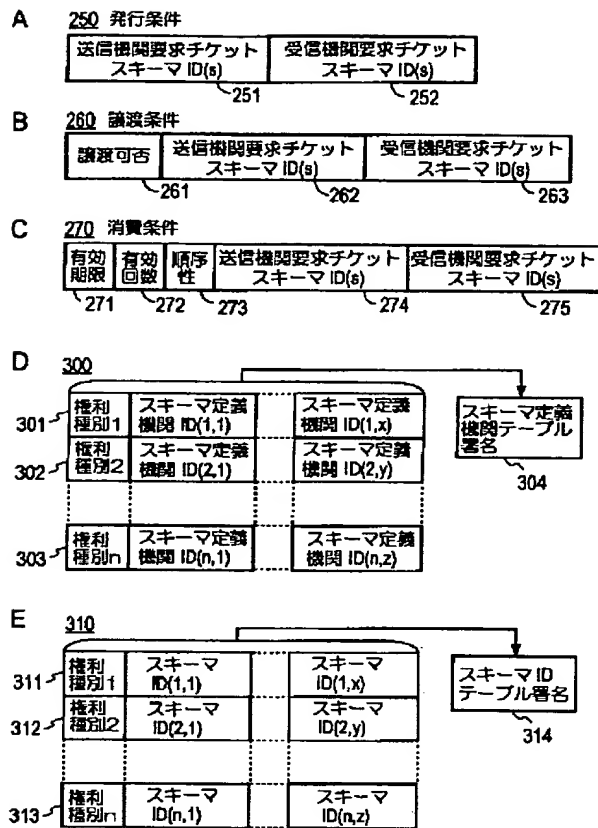 A 250 発行条件
送信機関要求チケット
スキーマ ID(s)
受信機関要求チケット
スキーマ ID(s)
251
252
B 260 譲渡条件
譲渡可否
送信機関要求チケット
スキーマ ID(s)
受信機関要求チケット
スキーマ ID(s)
261
262
263
C 270 消費条件
有効
期限
有効
回数
順序
性
送信機関要求チケット
スキーマ ID(s)
受信機関要求チケット
スキーマ ID(s)
271
272
273
274
275
D 300
301
権利
種別1
スキーマ定義
機関 ID(1,1)
スキーマ定義
機関 ID(1,x)
302
権利
種別2
スキーマ定義
機関 ID(2,1)
スキーマ定義
機関 ID(2,y)
303
権利
種別n
スキーマ定義
機関 ID(n,1)
スキーマ定義
機関ID(n,z)
スキーマ定義
機関テーブル
署名
304
E 310
311
権利
種別1
スキーマ
ID(1,1)
スキーマ
ID(1,x)
312
権利
種別2
スキーマ
ID(2,1)
スキーマ
ID(2,y)
313
権利
種別n
スキーマ
ID(n,1)
スキーマ
ID(n,z)
スキーマ ID
テーブル署名
314